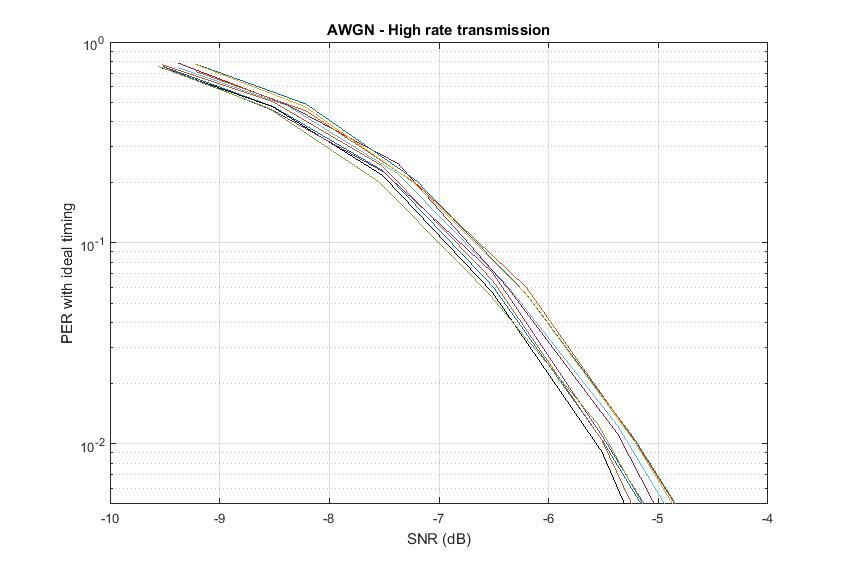 AWGN - High rate transmission
10^0
10^-1
10^-2
PER with ideal timing
-10 -9 -8 -7 -6 -5 -4
SNR (dB)